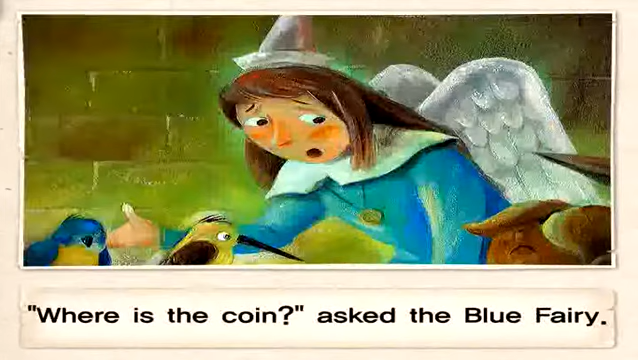 "Where is the coin?" asked the Blue Fairy.